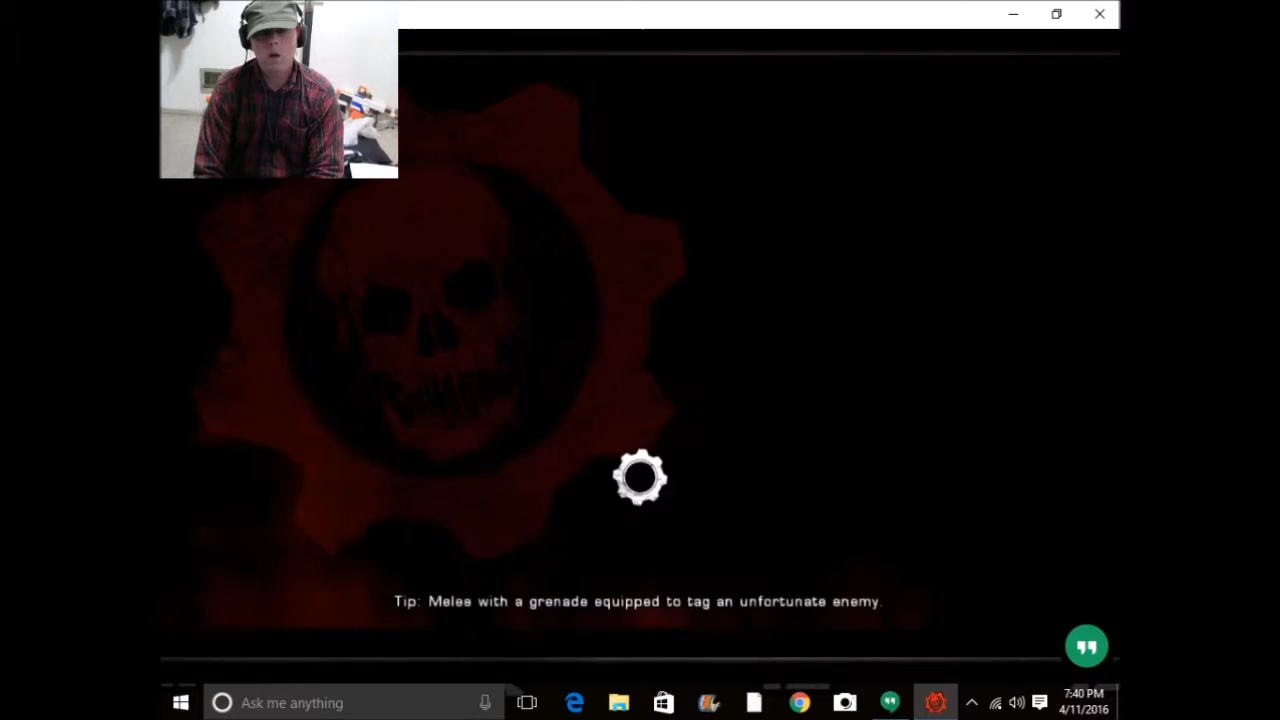 Tip: Melee with a grenade equipped to tag an unfortunate enemy.
Ask me anything
7:40 PM
4/11/2016